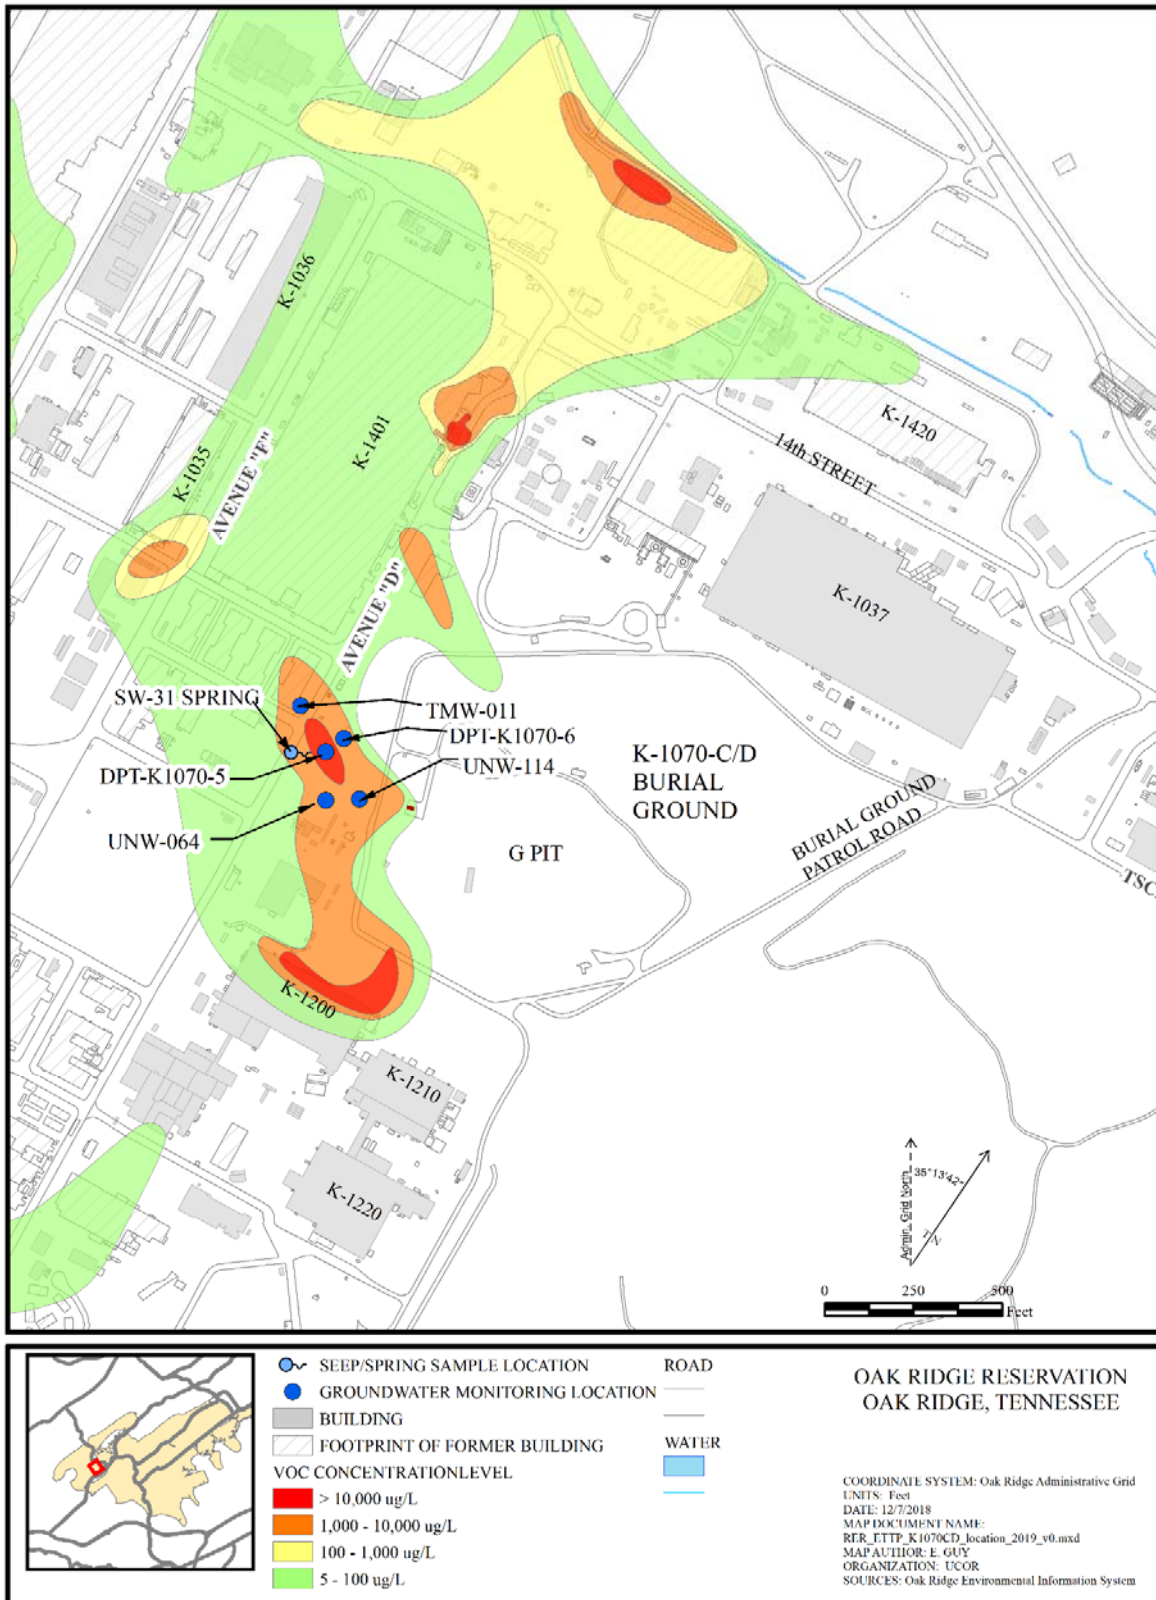 K-1036
K-1401
K-1035
AVENUE "F"
K-1420
14th STREET
K-1037
AVENUE "D"
SW-31 SPRING
TMW-011
DPT-K1070-6
DPT-K1070-5
UNW-114
UNW-064
K-1070-C/D
BURIAL
GROUND
G PIT
BURIAL GROUND
PATROL ROAD
TSC
K-1200
K-1210
K-1220
Admin. Grid North
35°13'42"
T/N
0 250 500
Feet
SEEP/SPRING SAMPLE LOCATION
GROUNDWATER MONITORING LOCATION
BUILDING
FOOTPRINT OF FORMER BUILDING
VOC CONCENTRATIONLEVEL
> 10,000 ug/L
1,000 - 10,000 ug/L
100 - 1,000 ug/L
5 - 100 ug/L
ROAD
WATER
OAK RIDGE RESERVATION
OAK RIDGE, TENNESSEE
COORDINATE SYSTEM: Oak Ridge Administrative Grid
UNITS: Feet
DATE: 12/7/2018
MAP DOCUMENT NAME:
RER_ETTP_K1070CD_location_2019_v0.mxd
MAP AUTHOR: E. GUY
ORGANIZATION: UCOR
SOURCES: Oak Ridge Environmental Information System